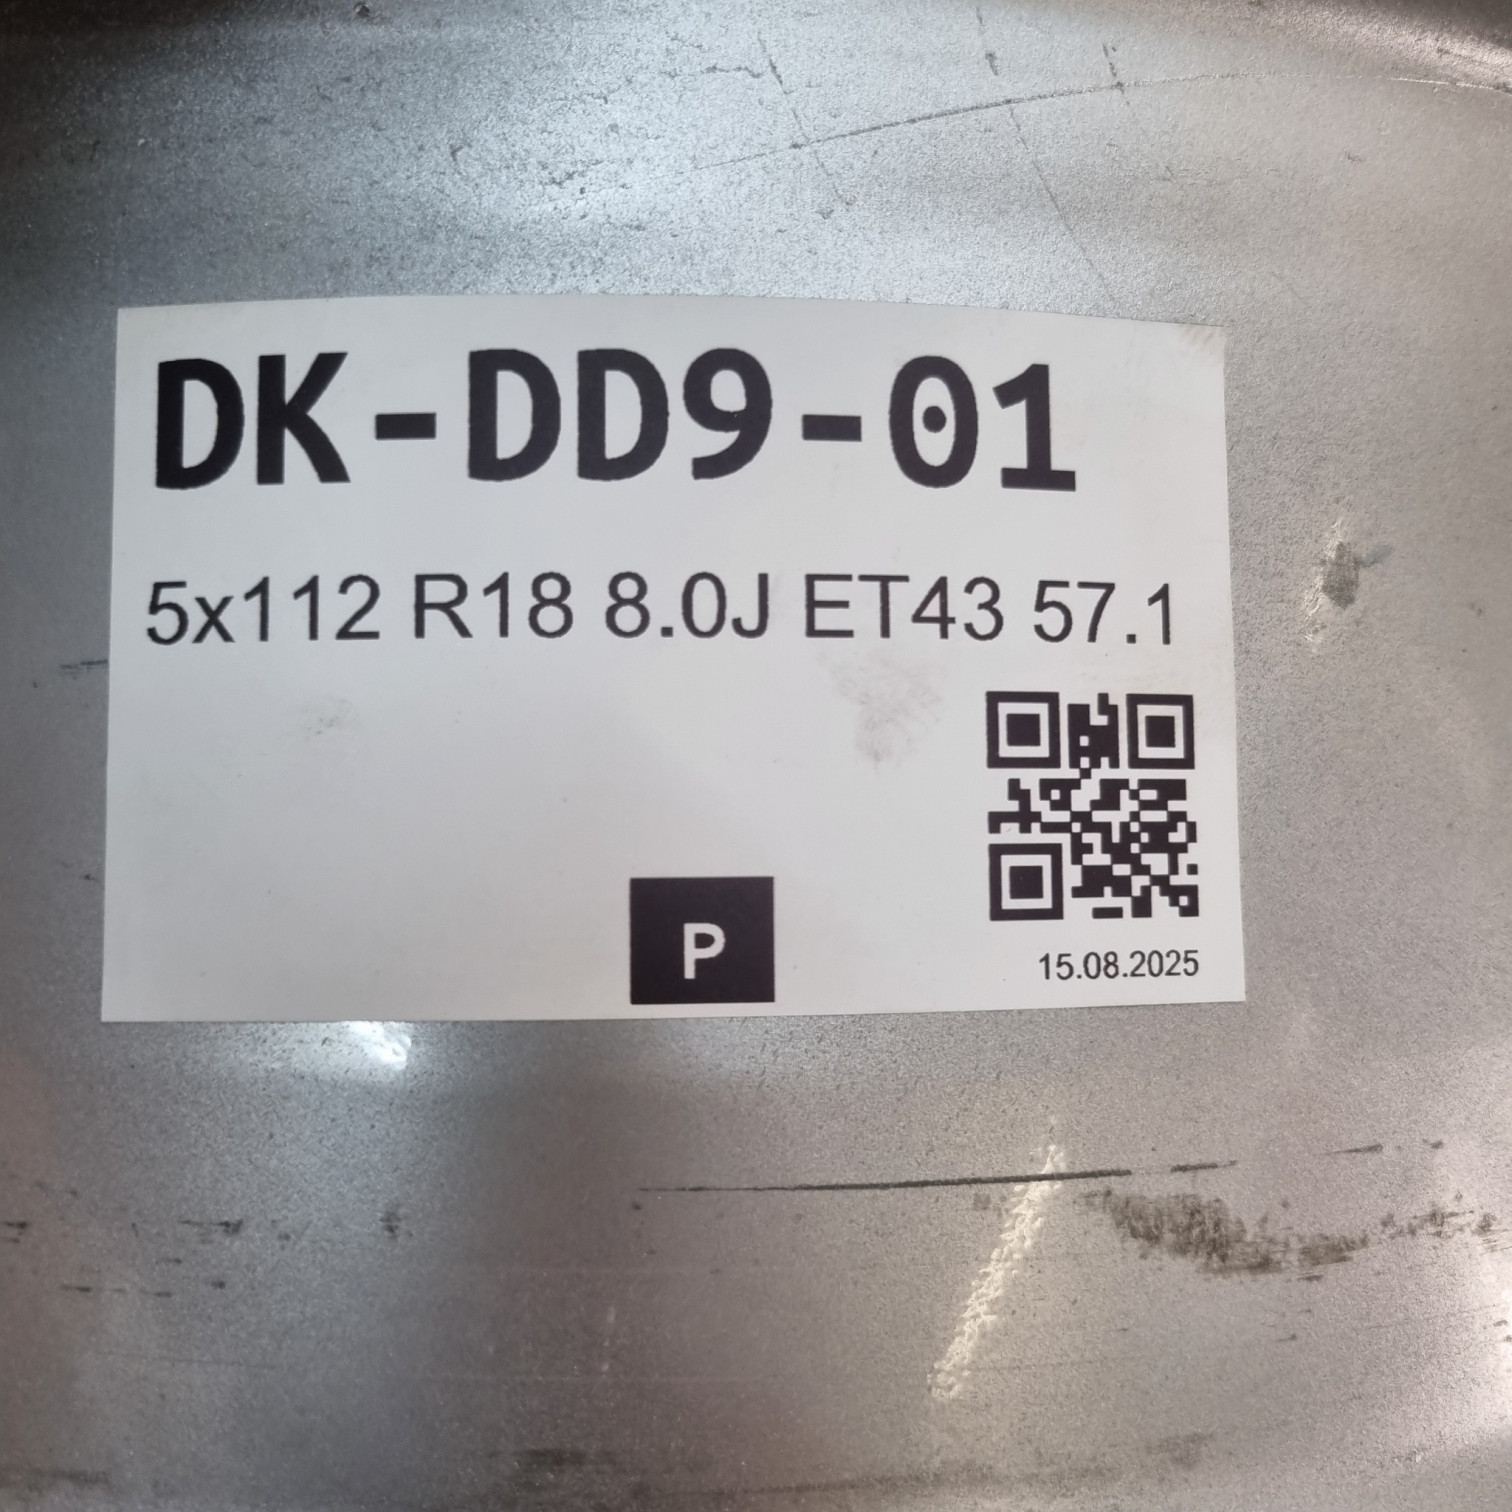 DK-DD9-01
5x112 R18 8.0J ET43 57.1
P
15.08.2025